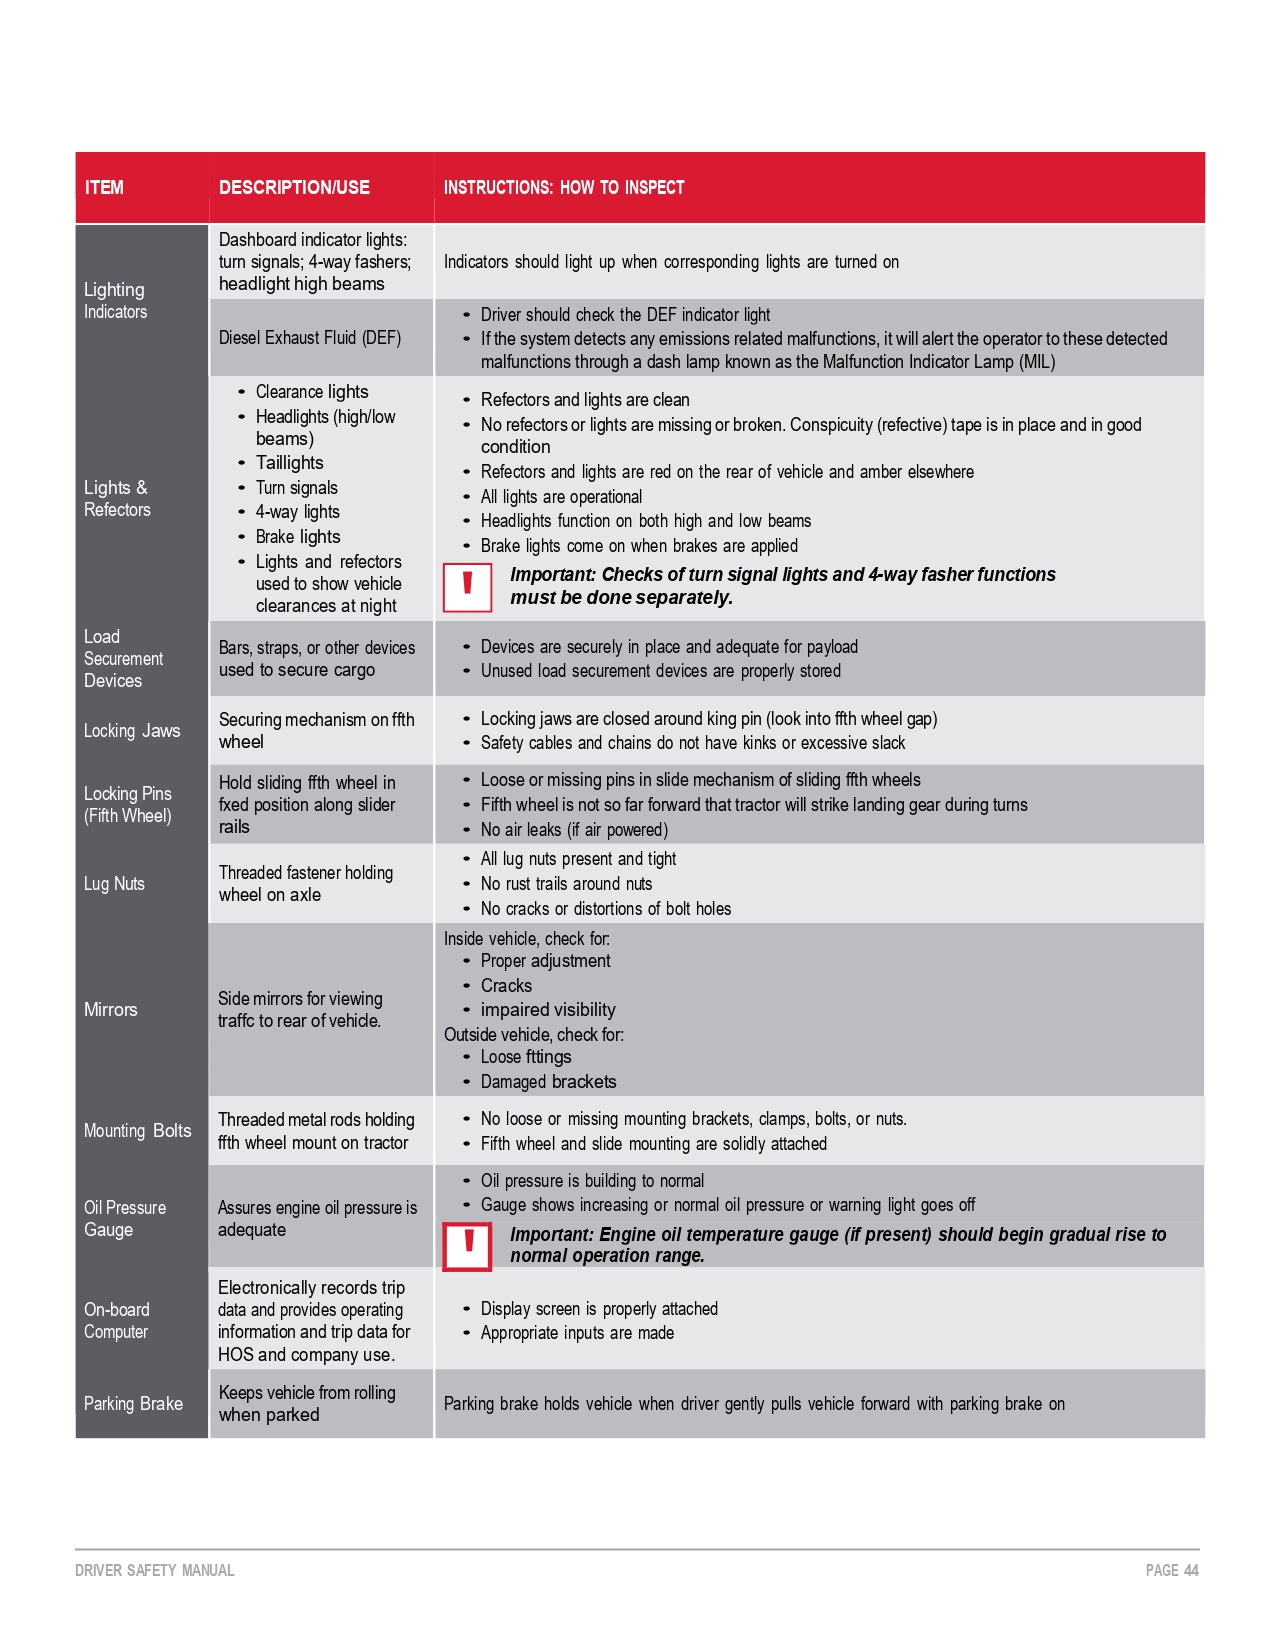 ITEM DESCRIPTION/USE INSTRUCTIONS: HOW TO INSPECT
Lighting
Indicators
Dashboard indicator lights:
turn signals; 4-way fashers;
headlight high beams
Indicators should light up when corresponding lights are turned on
Diesel Exhaust Fluid (DEF)
• Driver should check the DEF indicator light
• If the system detects any emissions related malfunctions, it will alert the operator to these detected
malfunctions through a dash lamp known as the Malfunction Indicator Lamp (MIL)
Lights &
Refectors
• Clearance lights
• Headlights (high/low
beams)
• Taillights
• Turn signals
• 4-way lights
• Brake lights
• Lights and refectors
used to show vehicle
clearances at night
• Refectors and lights are clean
• No refectors or lights are missing or broken. Conspicuity (refective) tape is in place and in good
condition
• Refectors and lights are red on the rear of vehicle and amber elsewhere
• All lights are operational
• Headlights function on both high and low beams
• Brake lights come on when brakes are applied
' Important: Checks of turn signal lights and 4-way fasher functions
must be done separately.
Load
Securement
Devices
Bars, straps, or other devices
used to secure cargo
• Devices are securely in place and adequate for payload
• Unused load securement devices are properly stored
Locking Jaws
Securing mechanism on ffth
wheel
• Locking jaws are closed around king pin (look into ffth wheel gap)
• Safety cables and chains do not have kinks or excessive slack
Locking Pins
(Fifth Wheel)
Hold sliding ffth wheel in
fxed position along slider
rails
• Loose or missing pins in slide mechanism of sliding ffth wheels
• Fifth wheel is not so far forward that tractor will strike landing gear during turns
• No air leaks (if air powered)
Lug Nuts
Threaded fastener holding
wheel on axle
• All lug nuts present and tight
• No rust trails around nuts
• No cracks or distortions of bolt holes
Mirrors
Side mirrors for viewing
traffc to rear of vehicle.
Inside vehicle, check for:
• Proper adjustment
• Cracks
• impaired visibility
Outside vehicle, check for:
• Loose fttings
• Damaged brackets
Mounting Bolts
Threaded metal rods holding
ffth wheel mount on tractor
• No loose or missing mounting brackets, clamps, bolts, or nuts.
• Fifth wheel and slide mounting are solidly attached
Oil Pressure
Gauge
Assures engine oil pressure is
adequate
• Oil pressure is building to normal
• Gauge shows increasing or normal oil pressure or warning light goes off
' Important: Engine oil temperature gauge (if present) should begin gradual rise to
normal operation range.
On-board
Computer
Electronically records trip
data and provides operating
information and trip data for
HOS and company use.
• Display screen is properly attached
• Appropriate inputs are made
Parking Brake
Keeps vehicle from rolling
when parked
Parking brake holds vehicle when driver gently pulls vehicle forward with parking brake on
DRIVER SAFETY MANUAL PAGE 44